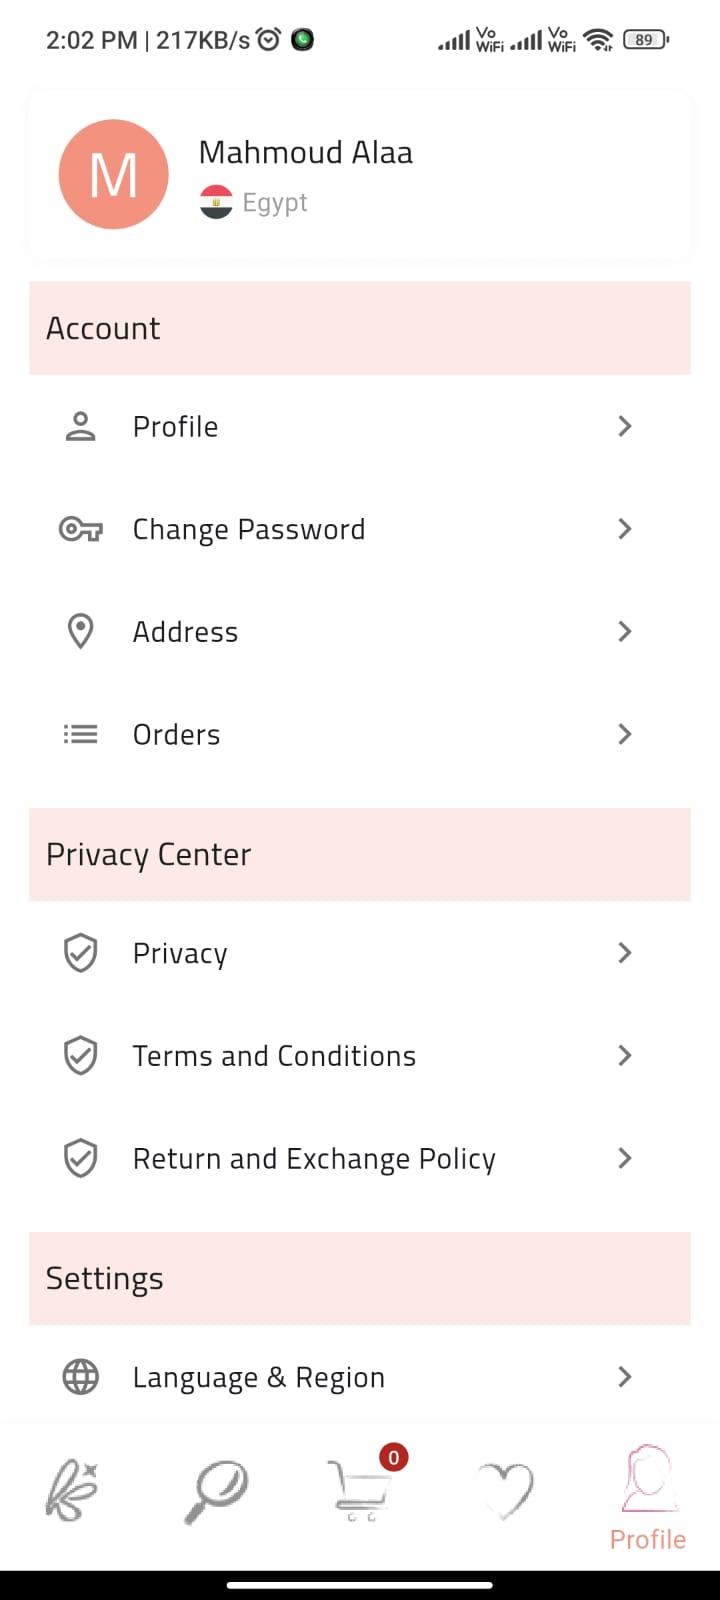 2:02 PM | 217KB/s
Vo WiFi Vo WiFi 89
M
Mahmoud Alaa
Egypt
Account
Profile
Change Password
Address
Orders
Privacy Center
Privacy
Terms and Conditions
Return and Exchange Policy
Settings
Language & Region
0
Profile